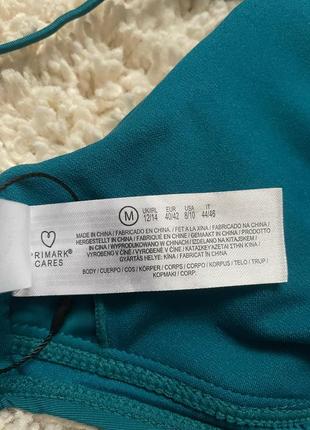 PRIMARK®
CARES
M
UK/IRL EUR USA IT
12/14 40/42 8/10 44/46
MADE IN CHINA / FABRICADO EN CHINA / FET A LA XINA / FABRICADO NA CHINA /
HERGESTELLT IN CHINA / FABRIQUÉ EN CHINE / GEMAAKT IN CHINA / PRODOTTO
IN CINA / WYPRODUKOWANO W CHINACH / IZDELANO NA KITAJSKEM /
VYROBENO V ČÍNĚ / VYROBENÉ V ČÍNE / ΚΑΤΑΣΚΕΥΑΖΕΤΑΙ ΣΤΗΝ ΚΙΝΑ /
GYÁRTÁS HELYE: KÍNA / FABRICAT ÎN CHINA
BODY / CUERPO / COS / KÖRPER / CORPS / CORPO / KORPUS / TELO / TRUP /
ΚΟΡΜΑΚΙ / CORP